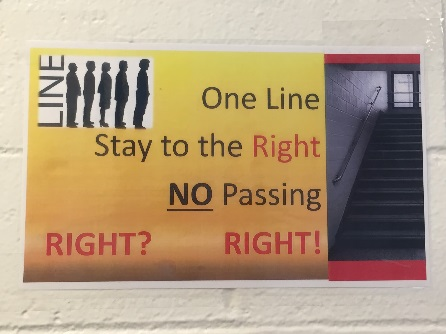 LINE
One Line
Stay to the Right
NO Passing
RIGHT? RIGHT!